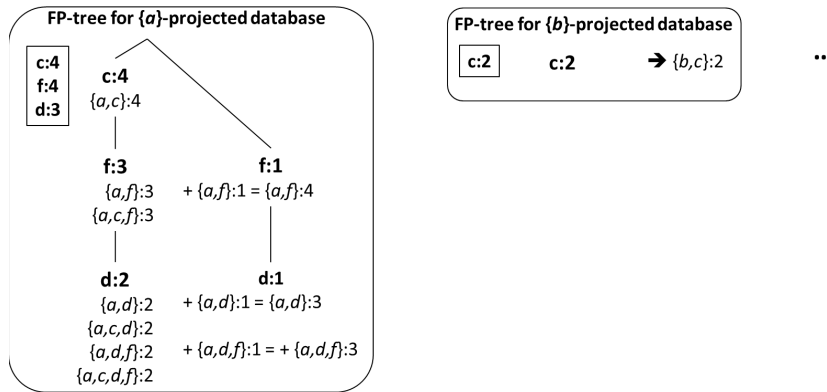 FP-tree for {a}-projected database
c:4
f:4
d:3
c:4
{a,c}:4
f:3
{a,f}:3
{a,c,f}:3
f:1
+ {a,f}:1 = {a,f}:4
d:2
{a,d}:2
{a,c,d}:2
{a,d,f}:2
{a,c,d,f}:2
d:1
+ {a,d}:1 = {a,d}:3
+ {a,d,f}:1 = + {a,d,f}:3
FP-tree for {b}-projected database
c:2 c:2 ➔ {b,c}:2
..